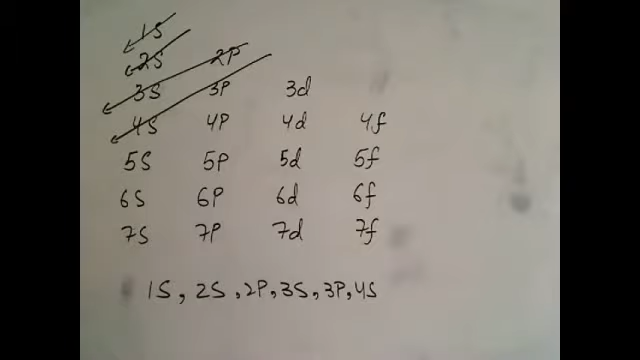 1S
2S 2P
3S 3P 3d
4S 4P 4d 4f
5S 5P 5d 5f
6S 6P 6d 6f
7S 7P 7d 7f
1S, 2S, 2P, 3S, 3P, 4S